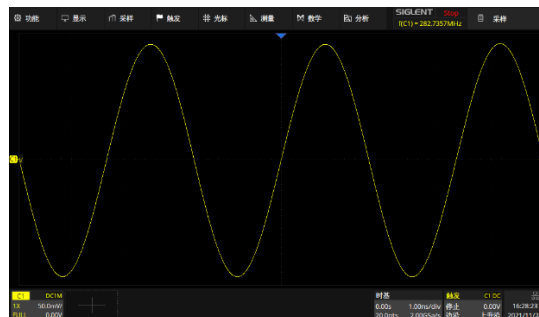 功能 显示 采样 触发 光标 测量 数学 分析 SIGLENT Stop 采样
f(C1) = 282.7357MHz
C1
C1 DC1M 时基 触发 C1 DC
1X 50.0mV/ 0.00s 1.00ns/div 停止 0.00V 16:28:23
FULL 0.00V 20.0pts 2.00GSa/s 边沿 上升沿